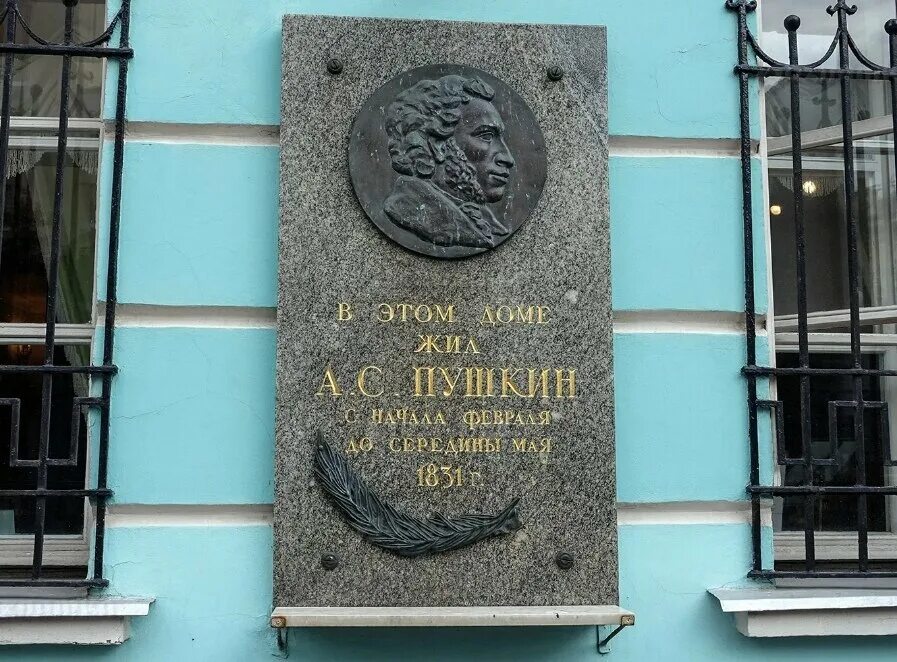 В ЭТОМ ДОМЕ
ЖИЛ
А.С. ПУШКИН
С НАЧАЛА ФЕВРАЛЯ
ДО СЕРЕДИНЫ МАЯ
1831 г.